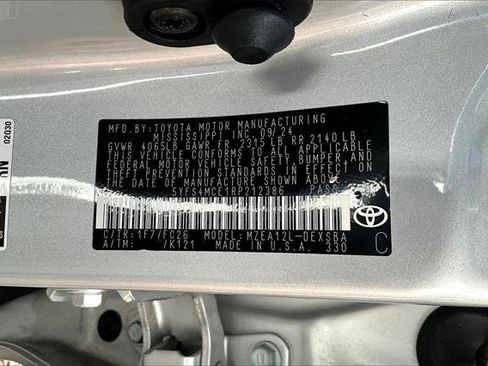 MFD.BY:TOYOTA MOTOR MANUFACTURING
MISSISSIPPI INC. 09/24
GVWR 4065LB GAWR FR 2315 LB RR 2140 LB
THIS VEHICLE CONFORMS TO ALL APPLICABLE
FEDERAL MOTOR VEHICLE SAFETY, BUMPER, AND
THEFT PREVENTION STANDARDS IN EFFECT ON
THE DATE OF MANUFACTURE SHOWN ABOVE.
5YFS4MCE1RP212386 PASS
C/TR:1F7/FC26 MODEL:MZEA12L-DEXSBA
A/TM: /K121 MADE IN U.S.A. 330
C
02030